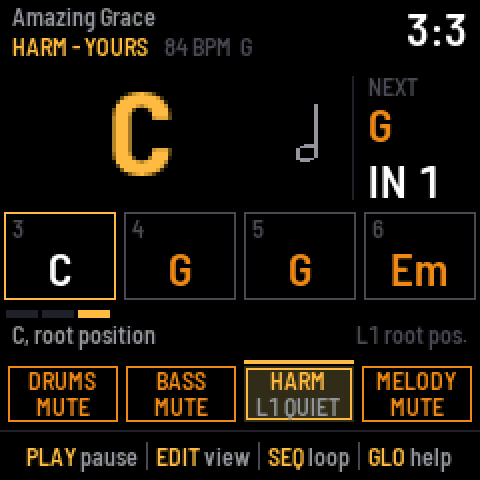 Amazing Grace
3:3
HARM - YOURS 84 BPM G
NEXT
C
G
IN 1
3 4 5 6
C G G Em
C, root position L1 root pos.
DRUMS BASS HARM MELODY
MUTE MUTE L1 QUIET MUTE
PLAY pause EDIT view SEQ loop GLO help